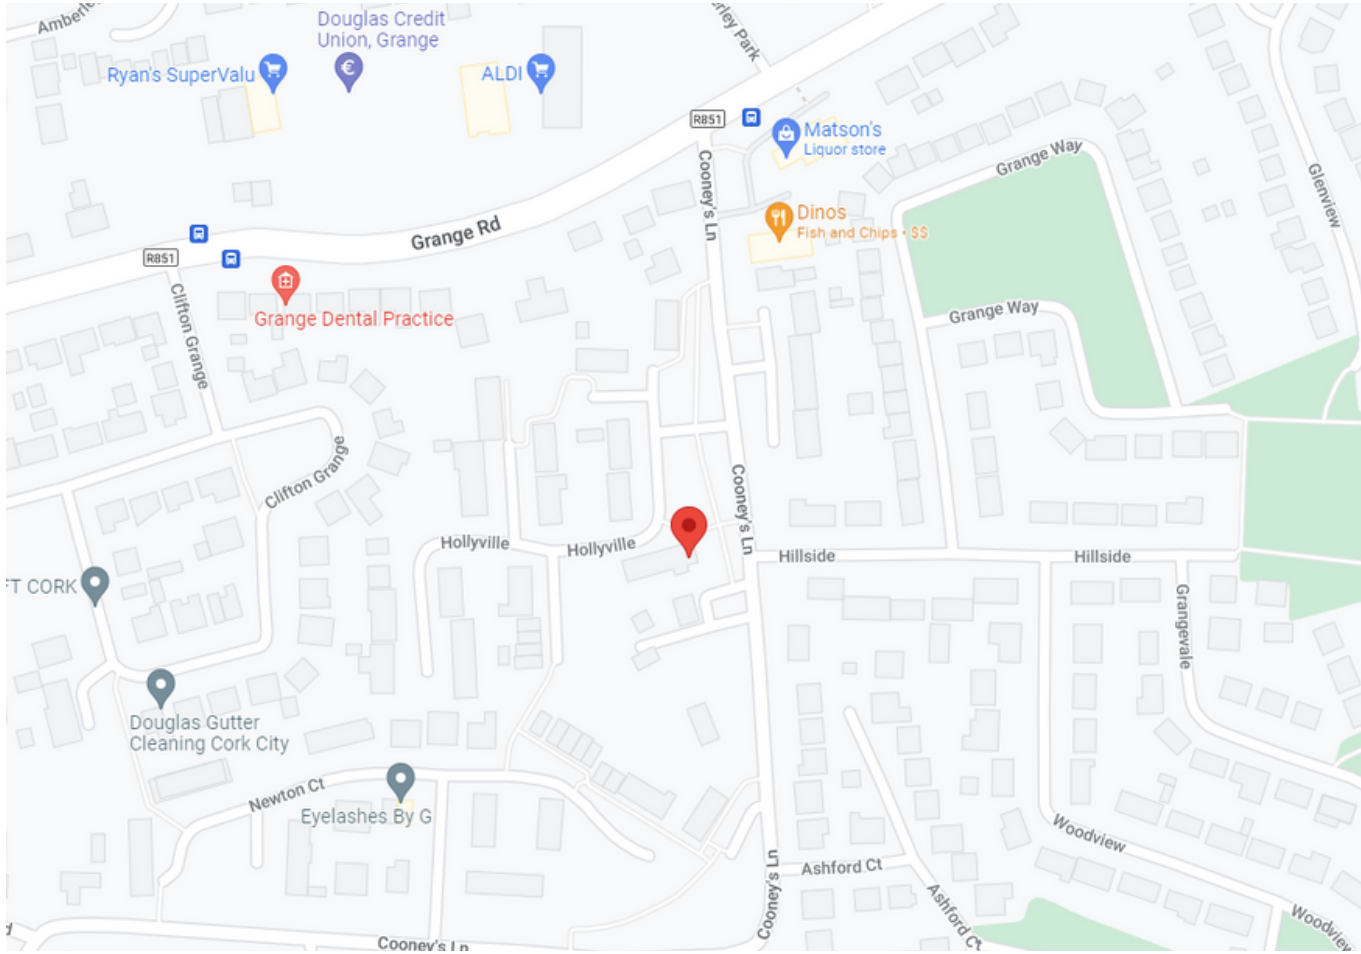 Amberle
Douglas Credit
Union, Grange
erley Park
Ryan's SuperValu
ALDI
R851
Matson's
Liquor store
Grange Way
Cooney's Ln
Glenview
Dinos
Fish and Chips • $$
Grange Rd
R851
Clifton Grange
Grange Dental Practice
Grange Way
Clifton Grange
Cooney's Ln
Hollyville
Hollyville
Hillside
Hillside
FT CORK
Grangevale
Douglas Gutter
Cleaning Cork City
Newton Ct
Eyelashes By G
Woodview
Ashford Ct
Cooney's Ln
Ashford Ct
Woodview
d
Cooney's Ln